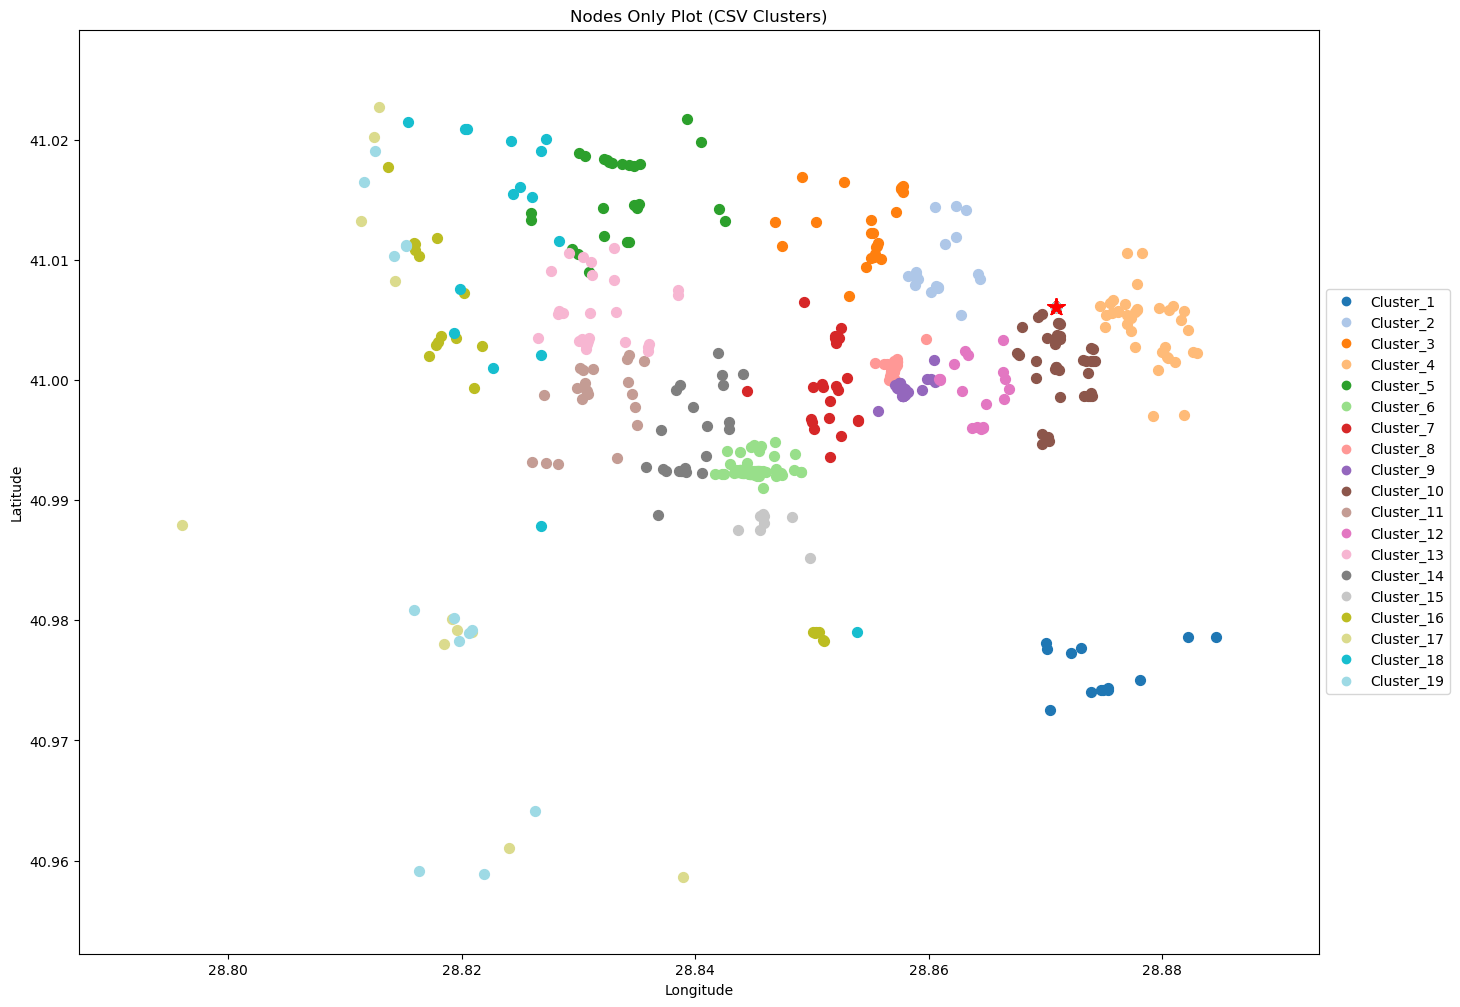 Nodes Only Plot (CSV Clusters)
41.02
41.01
41.00
40.99
40.98
40.97
40.96
Latitude
28.80
28.82
28.84
28.86
28.88
Longitude
Cluster_1
Cluster_2
Cluster_3
Cluster_4
Cluster_5
Cluster_6
Cluster_7
Cluster_8
Cluster_9
Cluster_10
Cluster_11
Cluster_12
Cluster_13
Cluster_14
Cluster_15
Cluster_16
Cluster_17
Cluster_18
Cluster_19